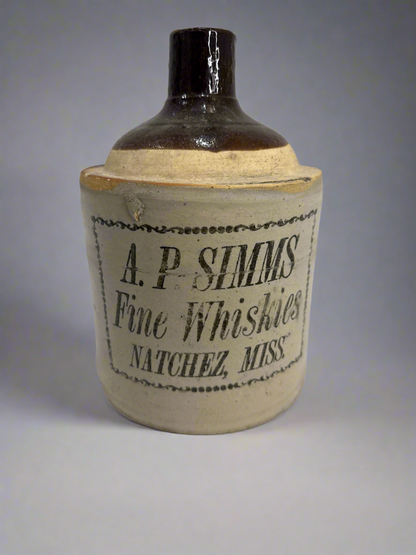 A. P. SIMMS
Fine Whiskies
NATCHEZ, MISS.